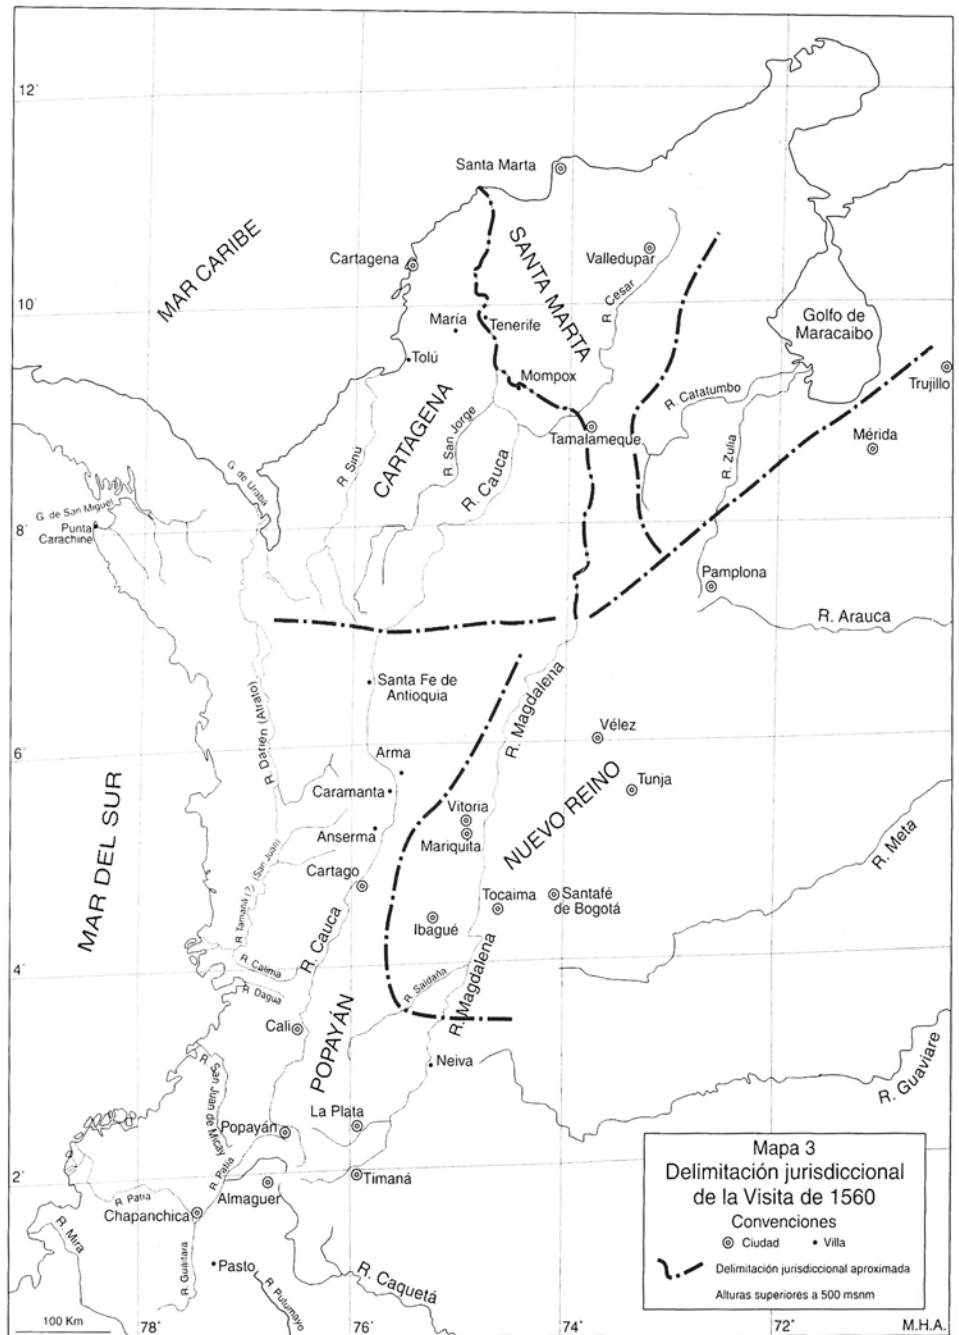 12°
Santa Marta
MAR CARIBE
SANTA MARTA
Cartagena
Valledupar
R. Cesar
10°
María
Tenerife
Golfo de
Maracaibo
Tolú
Mompox
Trujillo
R. Catatumbo
CARTAGENA
R. San Jorge
Tamalameque
Mérida
R. Sinú
R. Cauca
R. Zulia
G. de Urabá
G. de San Miguel
8°
Punta
Carachine
Pamplona
R. Arauca
Santa Fe de
Antioquia
R. Darién (Atrato)
R. Magdalena
Vélez
6°
Arma
Caramanta
Tunja
NUEVO REINO
Vitoria
Mariquita
Anserma
R. Meta
MAR DEL SUR
R Tamaná (?) (San Juan)
Cartago
Tocaima
Santafé
de Bogotá
Ibagué
R. Cauca
4°
R. Calima
R. Dagua
R. Saldaña
R. Magdalena
Cali
POPAYÁN
Neiva
R. Guaviare
R. San Juan de Micay
La Plata
Popayán
2°
R. Patía
Timaná
Almaguer
R. Patía
Chapanchica
R. Mira
R. Guáitara
Pasto
R. Putumayo
R. Caquetá
Mapa 3
Delimitación jurisdiccional
de la Visita de 1560
Convenciones
Ciudad
Villa
Delimitación jurisdiccional aproximada
Alturas superiores a 500 msnm
100 Km
78°
76°
74°
72°
M.H.A.